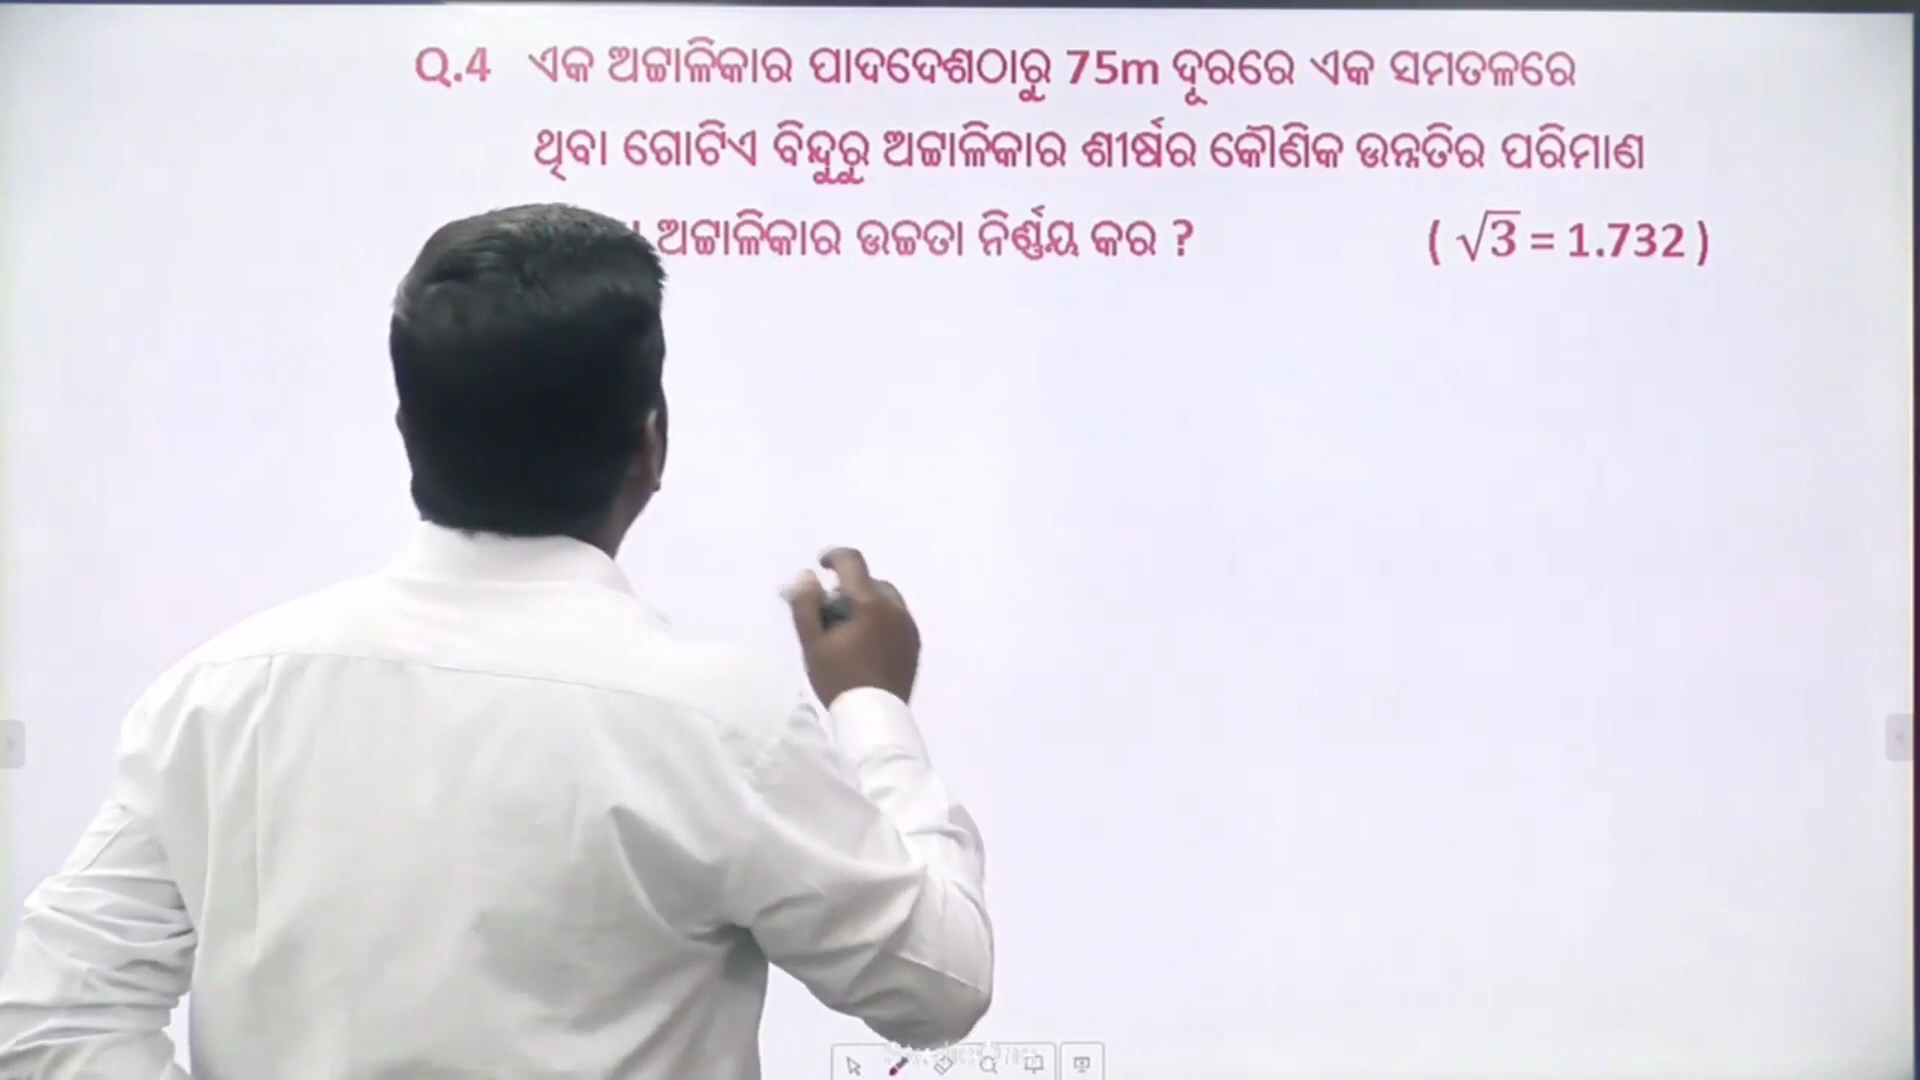 Q.4 ଏକ ଅଟ୍ଟାଳିକାର ପାଦଦେଶଠାରୁ 75m ଦୂରରେ ଏକ ସମତଳରେ
ଥିବା ଗୋଟିଏ ବିନ୍ଦୁରୁ ଅଟ୍ଟାଳିକାର ଶୀର୍ଷର କୌଣିକ ଉନ୍ନତିର ପରିମାଣ
ଅଟ୍ଟାଳିକାର ଉଚ୍ଚତା ନିର୍ଣ୍ଣୟ କର ? ( √3 = 1.732 )